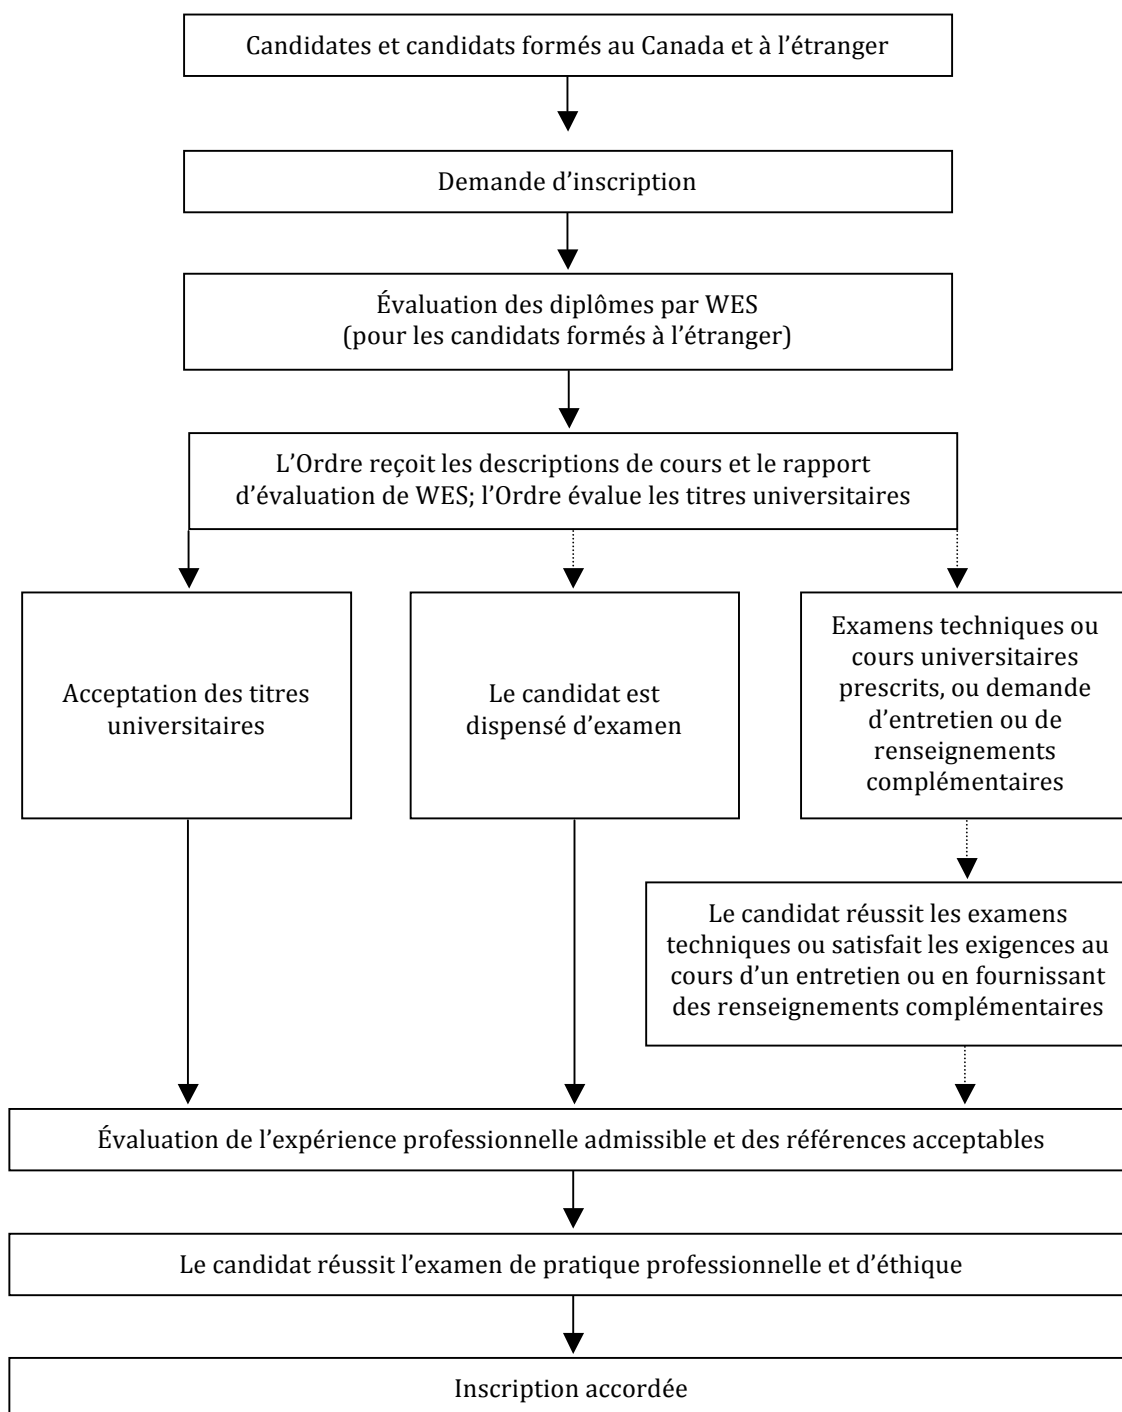 Candidates et candidats formés au Canada et à l’étranger
Demande d’inscription
Évaluation des diplômes par WES
(pour les candidats formés à l’étranger)
L’Ordre reçoit les descriptions de cours et le rapport
d’évaluation de WES; l’Ordre évalue les titres universitaires
Acceptation des titres
universitaires
Le candidat est
dispensé d’examen
Examens techniques ou
cours universitaires
prescrits, ou demande
d’entretien ou de
renseignements
complémentaires
Le candidat réussit les examens
techniques ou satisfait les exigences au
cours d’un entretien ou en fournissant
des renseignements complémentaires
Évaluation de l’expérience professionnelle admissible et des références acceptables
Le candidat réussit l’examen de pratique professionnelle et d’éthique
Inscription accordée